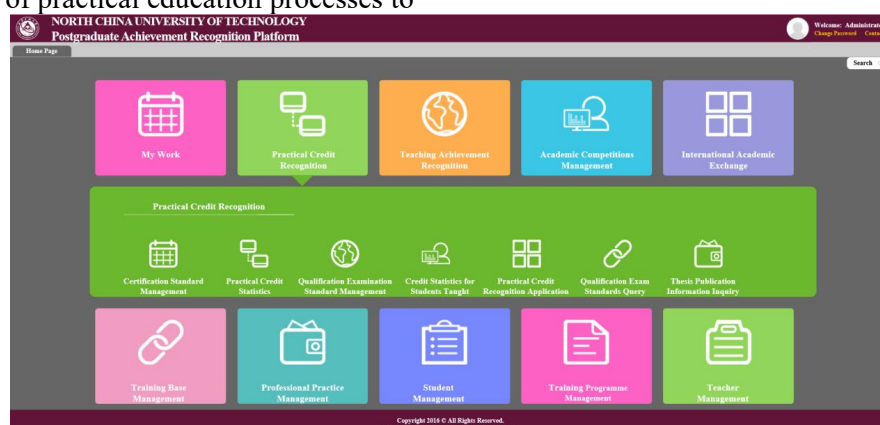 of practical education processes to
NORTH CHINA UNIVERSITY OF TECHNOLOGY
Postgraduate Achievement Recognition Platform
Welcome: Administrat
Change Password
Home Page
Search
My Work
Practical Credit
Recognition
Teaching Achievement
Recognition
Academic Competitions
Management
International Academic
Exchange
Practical Credit Recognition
Certification Standard
Management
Practical Credit
Statistics
Qualification Examination
Standard Management
Credit Statistics for
Students Taught
Practical Credit
Recognition Application
Qualification Exam
Standards Query
Thesis Publication
Information Inquiry
Training Base
Management
Professional Practice
Management
Student
Management
Training Programme
Management
Teacher
Management
Copyright 2016 © All Rights Reserved.